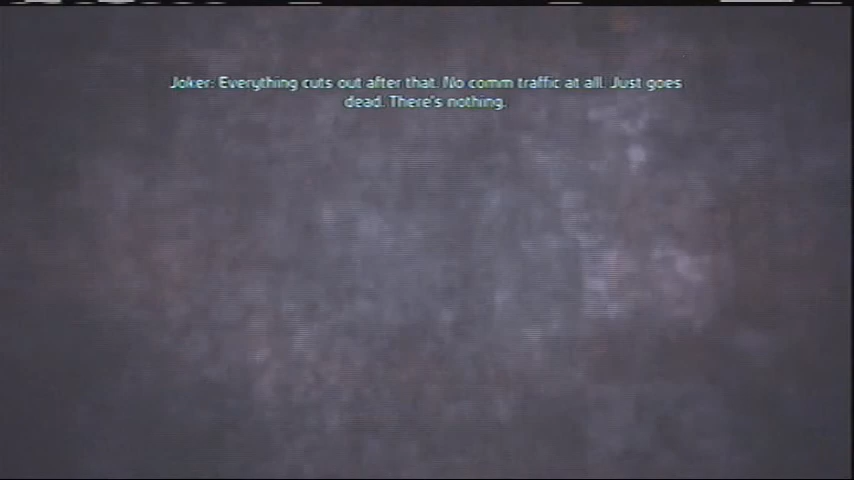 Joker: Everything cuts out after that. No comm traffic at all. Just goes
dead. There's nothing.